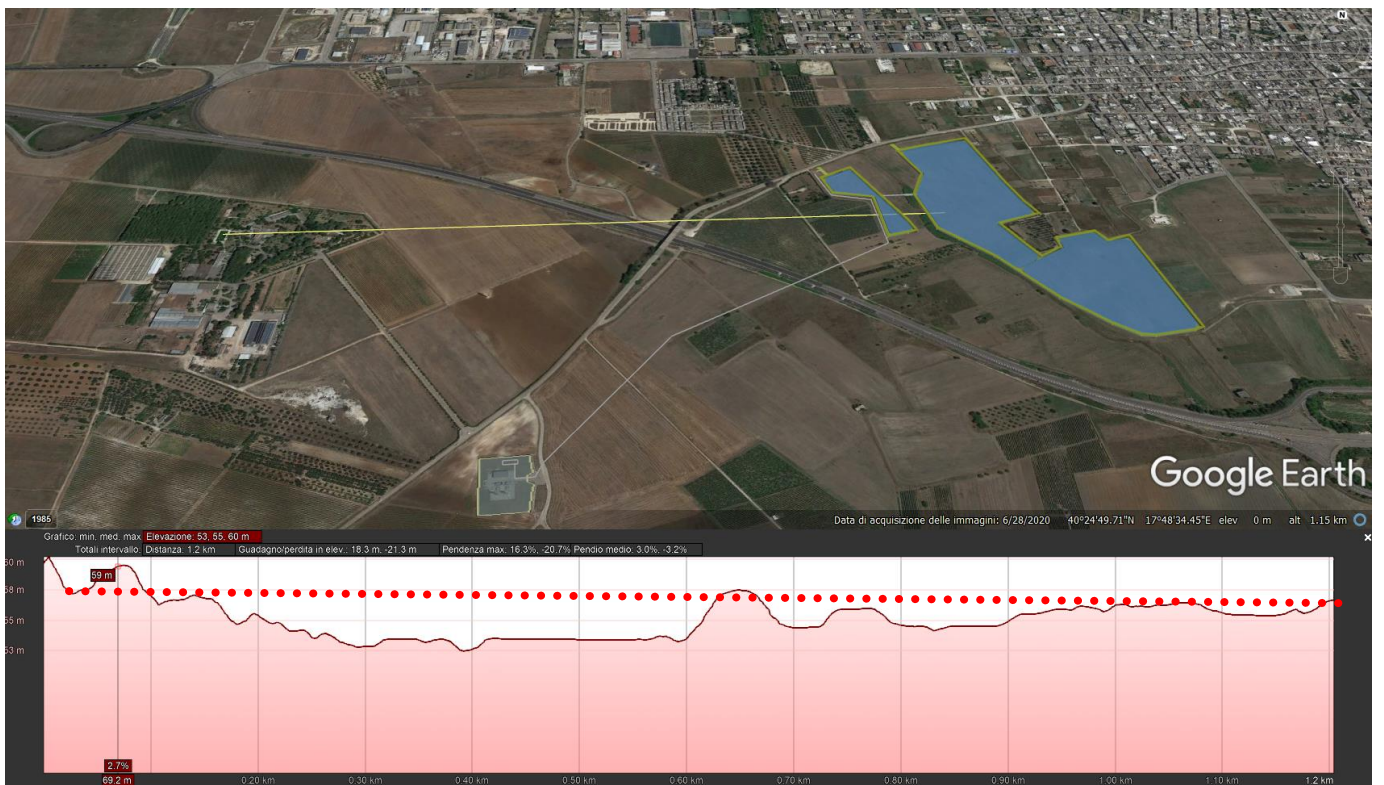 N
Google Earth
1985
Data di acquisizione delle immagini: 6/28/2020 40°24'49.71"N 17°48'34.45"E elev 0 m alt 1.15 km
Grafico: min. med. max Elevazione: 53, 55, 60 m
Totali intervallo: Distanza: 1.2 km Guadagno/perdita in elev.: 18.3 m, -21.3 m Pendenza max: 16.3%, -20.7% Pendio medio: 3.0%, -3.2%
60 m
59 m
58 m
55 m
53 m
2.7%
69.2 m 0.20 km 0.30 km 0.40 km 0.50 km 0.60 km 0.70 km 0.80 km 0.90 km 1.00 km 1.10 km 1.2 km